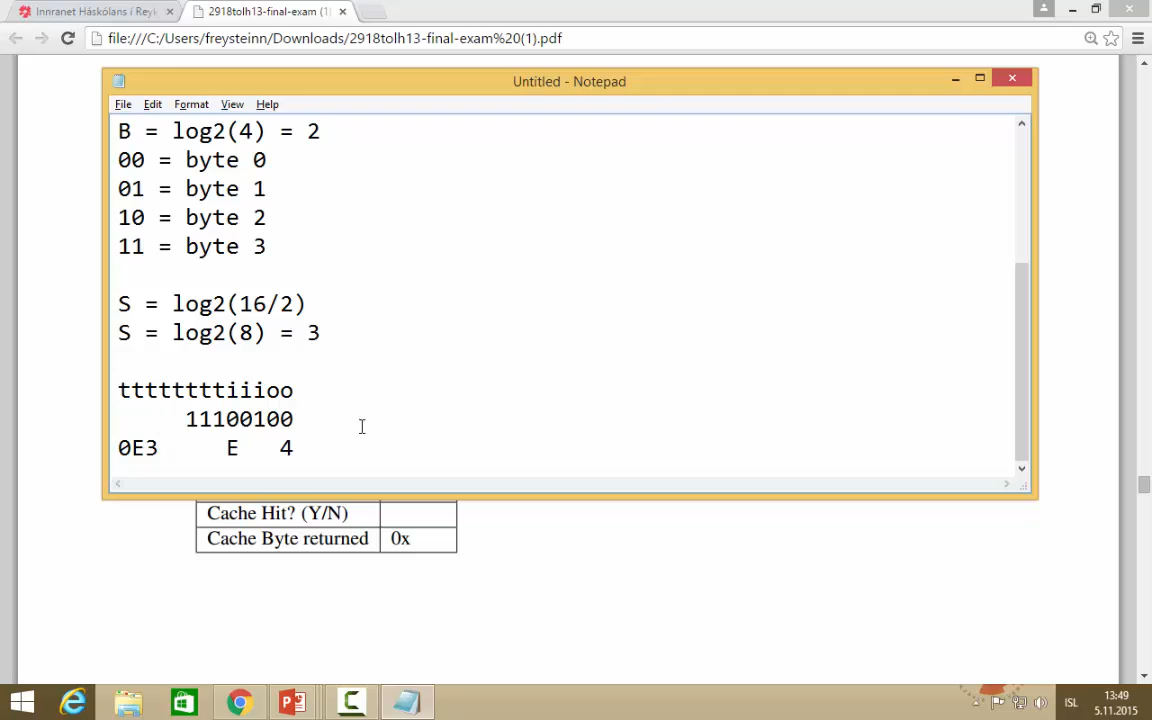 Innranet Háskólans í Reyk
2918tolh13-final-exam (1)
file:///C:/Users/freysteinn/Downloads/2918tolh13-final-exam%20(1).pdf
Untitled - Notepad
File Edit Format View Help
B = log2(4) = 2
00 = byte 0
01 = byte 1
10 = byte 2
11 = byte 3
S = log2(16/2)
S = log2(8) = 3
ttttttttiiioo
11100100
0E3 E 4
Cache Hit? (Y/N)
Cache Byte returned 0x
ISL
13:49
5.11.2015